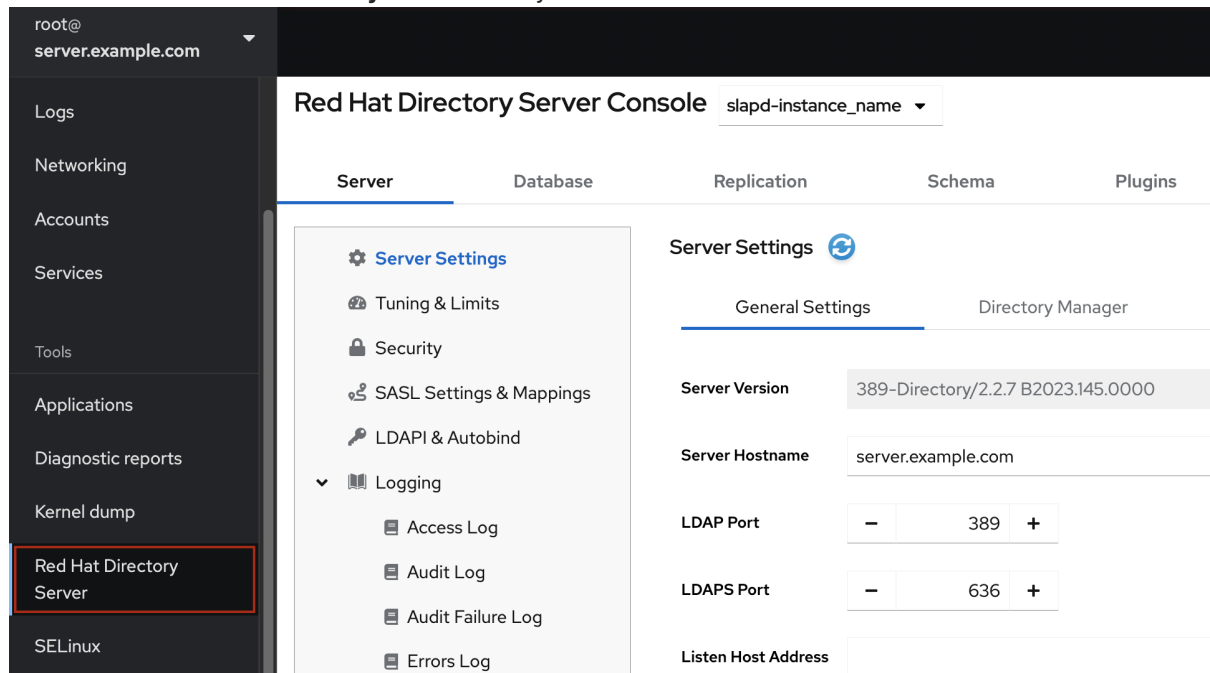 root@
server.example.com
Logs
Networking
Accounts
Services
Tools
Applications
Diagnostic reports
Kernel dump
Red Hat Directory
Server
SELinux
Red Hat Directory Server Console slapd-instance_name
Server Database Replication Schema Plugins
Server Settings
Tuning & Limits
Security
SASL Settings & Mappings
LDAPI & Autobind
Logging
Access Log
Audit Log
Audit Failure Log
Errors Log
Server Settings
General Settings Directory Manager
Server Version 389-Directory/2.2.7 B2023.145.0000
Server Hostname server.example.com
LDAP Port − 389 +
LDAPS Port − 636 +
Listen Host Address